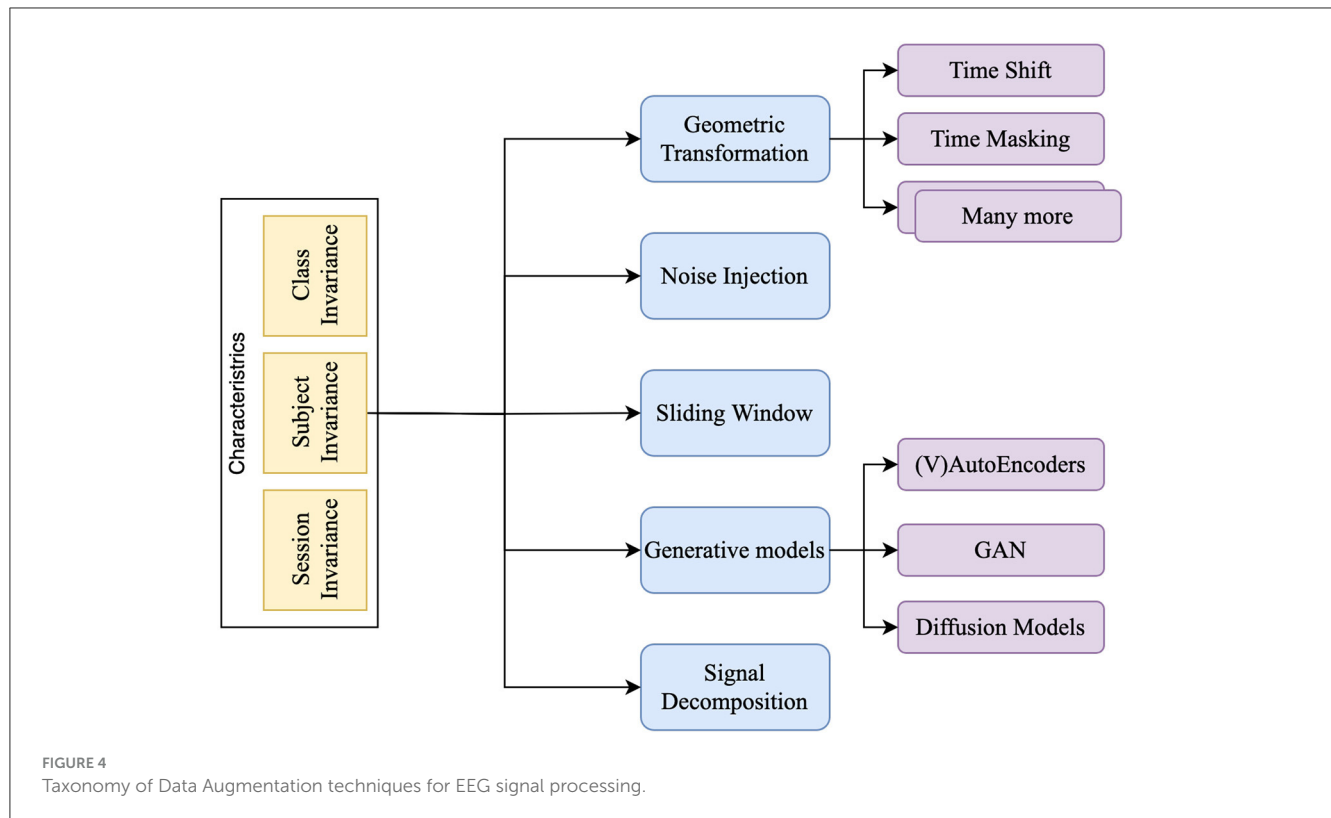 Characteristrics
Class
Invariance
Subject
Invariance
Session
Invariance
Geometric
Transformation
Noise Injection
Sliding Window
Generative models
Signal
Decomposition
Time Shift
Time Masking
Many more
(V)AutoEncoders
GAN
Diffusion Models
FIGURE 4
Taxonomy of Data Augmentation techniques for EEG signal processing.